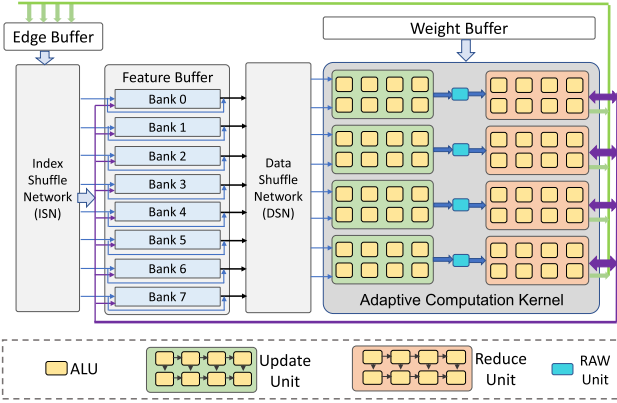 Edge Buffer
Weight Buffer
Feature Buffer
Bank 0
Bank 1
Bank 2
Bank 3
Bank 4
Bank 5
Bank 6
Bank 7
Index
Shuffle
Network
(ISN)
Data
Shuffle
Network
(DSN)
Adaptive Computation Kernel
ALU
Update
Unit
Reduce
Unit
RAW
Unit